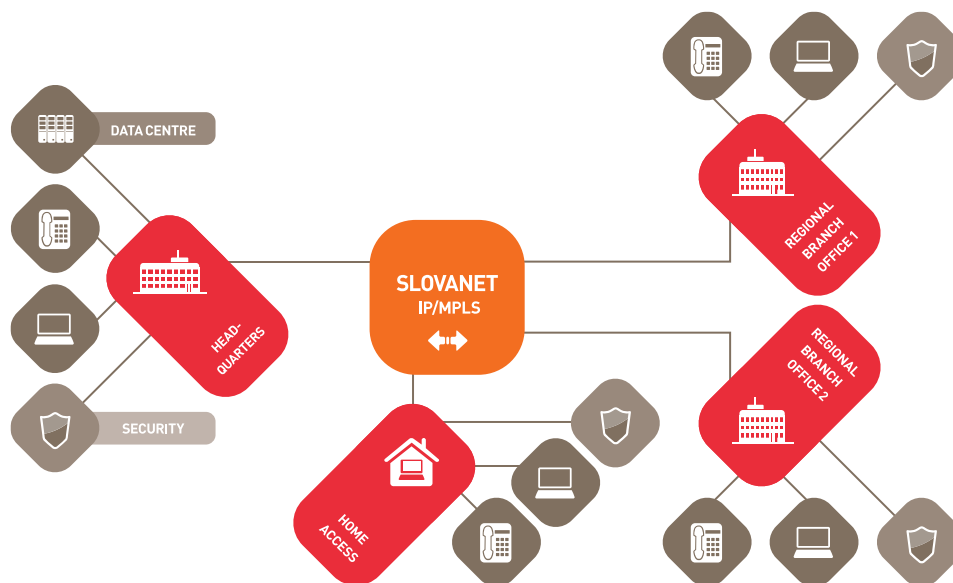 DATA CENTRE
HEAD-
QUARTERS
SECURITY
SLOVANET
IP/MPLS
HOME
ACCESS
REGIONAL
BRANCH
OFFICE 1
REGIONAL
BRANCH
OFFICE 2